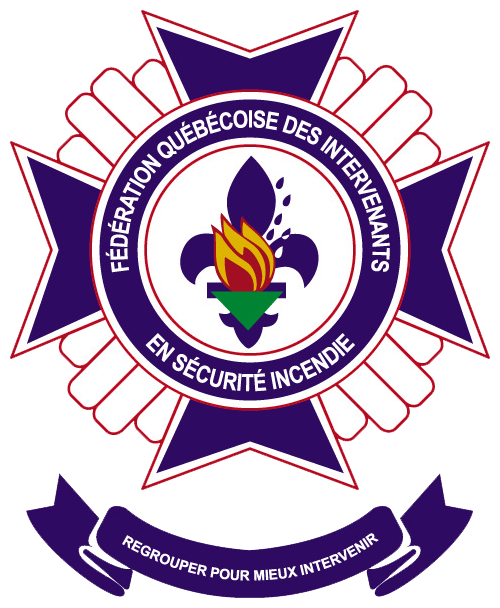 FÉDÉRATION QUÉBÉCOISE DES INTERVENANTS
EN SÉCURITÉ INCENDIE
REGROUPER POUR MIEUX INTERVENIR